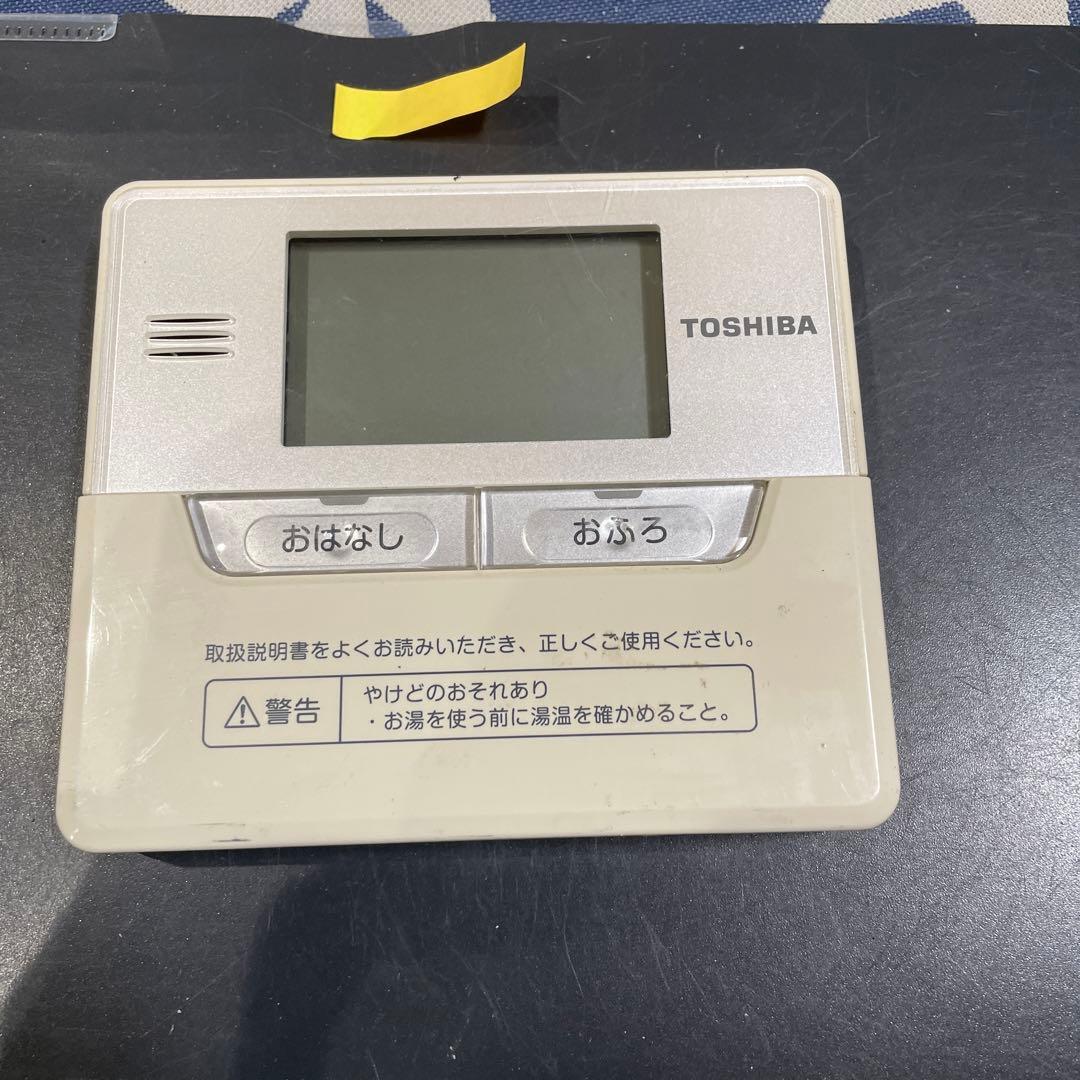 TOSHIBA
おはなし
おふろ
取扱説明書をよくお読みいただき、正しくご使用ください。
警告
やけどのおそれあり
・お湯を使う前に湯温を確かめること。